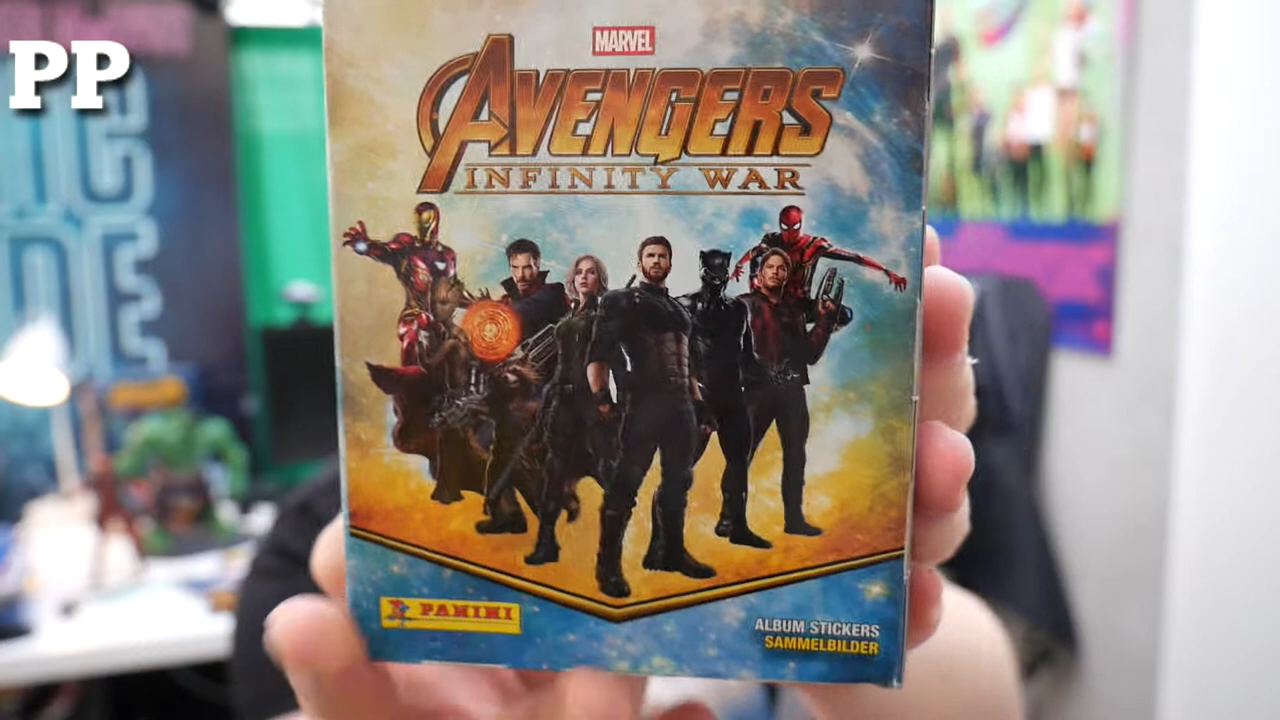 PP
MARVEL
AVENGERS
INFINITY WAR
PANINI
ALBUM STICKERS
SAMMELBILDER